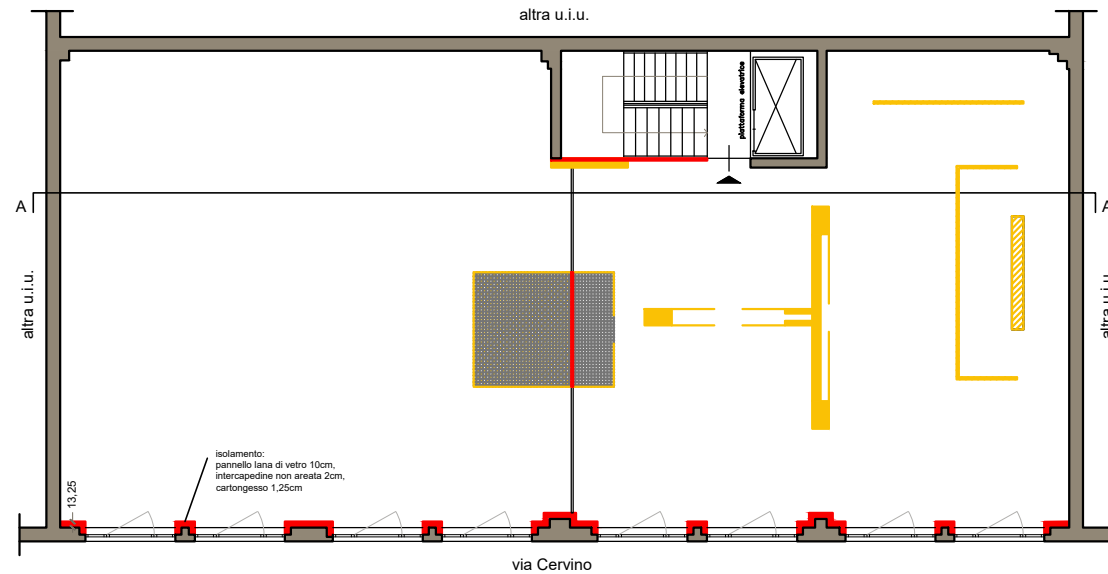 altra u.i.u.
plattaforma elevatrice
A
A
altra u.i.u.
altra u.i.u.
isolamento:
pannello lana di vetro 10cm,
intercapedine non areata 2cm,
cartongesso 1,25cm
13,25
via Cervino